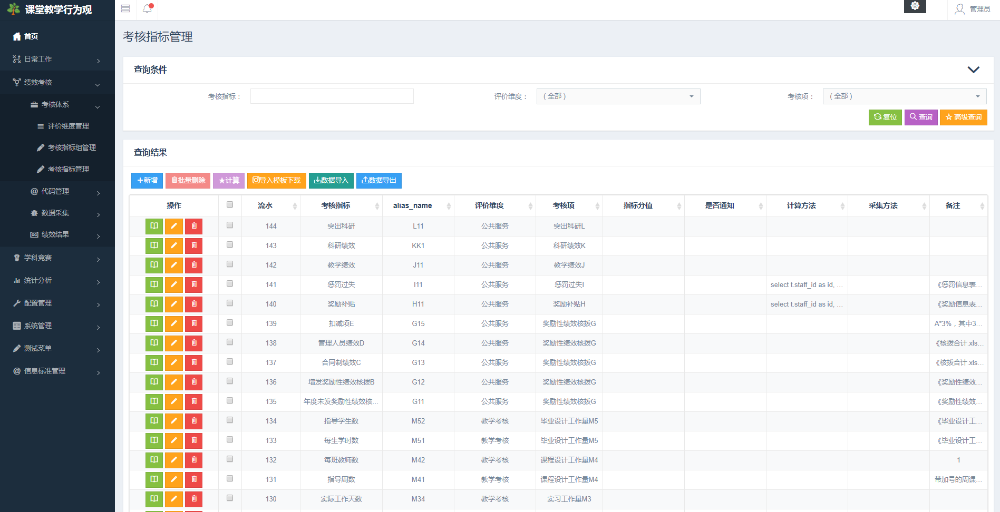 课堂教学行为观
管理员
首页
日常工作
绩效考核
考核体系
评价维度管理
考核指标组管理
考核指标管理
@ 代码管理
数据采集
绩效结果
学科竞赛
统计分析
配置管理
系统管理
测试菜单
@ 信息标准管理
考核指标管理
查询条件
考核指标： 评价维度： （全部） 考核项： （全部）
复位 查询 高级查询
查询结果
+新增 批量删除 计算 导入模板下载 数据导入 数据导出
操作 流水 考核指标 alias_name 评价维度 考核项 指标分值 是否通知 计算方法 采集方法 备注
144 突出科研 L11 公共服务 突出科研L
143 科研绩效 KK1 公共服务 科研绩效K
142 教学绩效 J11 公共服务 教学绩效J
141 惩罚过失 I11 公共服务 惩罚过失I select t.staff_id as id, ... 《惩罚信息表...
140 奖励补贴 H11 公共服务 奖励补贴H select t.staff_id as id, ... 《奖励信息表...
139 扣减项E G15 公共服务 奖励性绩效核拨G A*3%，其中3...
138 管理人员绩效D G14 公共服务 奖励性绩效核拨G 《核拨合计.xls...
137 合同制绩效C G13 公共服务 奖励性绩效核拨G 《核拨合计.xls...
136 增发奖励性绩效核拨B G12 公共服务 奖励性绩效核拨G 《奖励性绩效...
135 年度未发奖励性绩效核... G11 公共服务 奖励性绩效核拨G 《奖励性绩效...
134 指导学生数 M52 教学考核 毕业设计工作量M5 《毕业设计工...
133 每生学时数 M51 教学考核 毕业设计工作量M5 《毕业设计工...
132 每班教师数 M42 教学考核 课程设计工作量M4 1
131 指导周数 M41 教学考核 课程设计工作量M4 带加号的周课...
130 实际工作天数 M34 教学考核 实习工作量M3